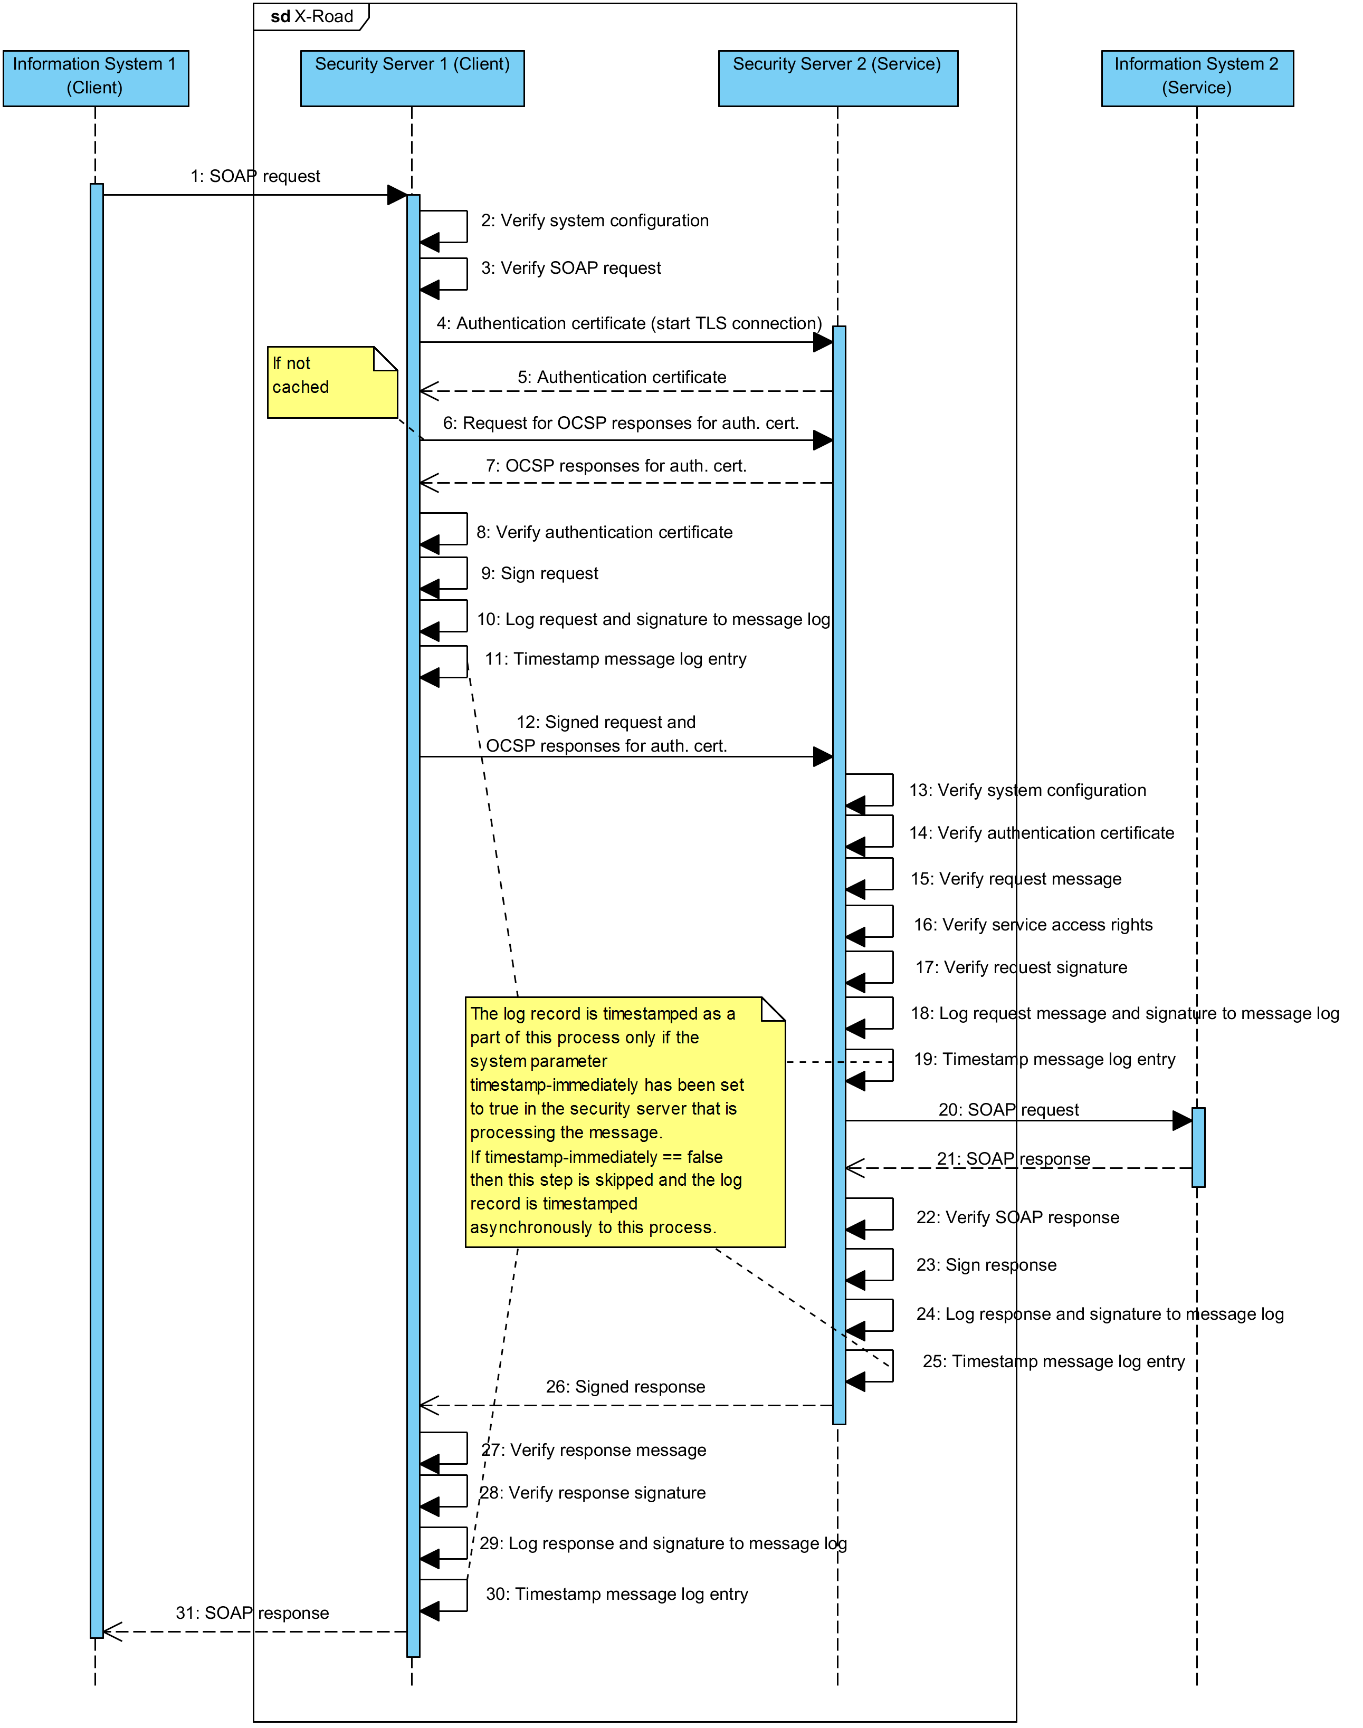 sd X-Road
Information System 1
(Client)
Security Server 1 (Client)
Security Server 2 (Service)
Information System 2
(Service)
1: SOAP request
2: Verify system configuration
3: Verify SOAP request
4: Authentication certificate (start TLS connection)
If not
cached
5: Authentication certificate
6: Request for OCSP responses for auth. cert.
7: OCSP responses for auth. cert.
8: Verify authentication certificate
9: Sign request
10: Log request and signature to message log
11: Timestamp message log entry
12: Signed request and
OCSP responses for auth. cert.
13: Verify system configuration
14: Verify authentication certificate
15: Verify request message
16: Verify service access rights
17: Verify request signature
18: Log request message and signature to message log
The log record is timestamped as a
part of this process only if the
system parameter
timestamp-immediately has been set
to true in the security server that is
processing the message.
If timestamp-immediately == false
then this step is skipped and the log
record is timestamped
asynchronously to this process.
19: Timestamp message log entry
20: SOAP request
21: SOAP response
22: Verify SOAP response
23: Sign response
24: Log response and signature to message log
25: Timestamp message log entry
26: Signed response
27: Verify response message
28: Verify response signature
29: Log response and signature to message log
30: Timestamp message log entry
31: SOAP response